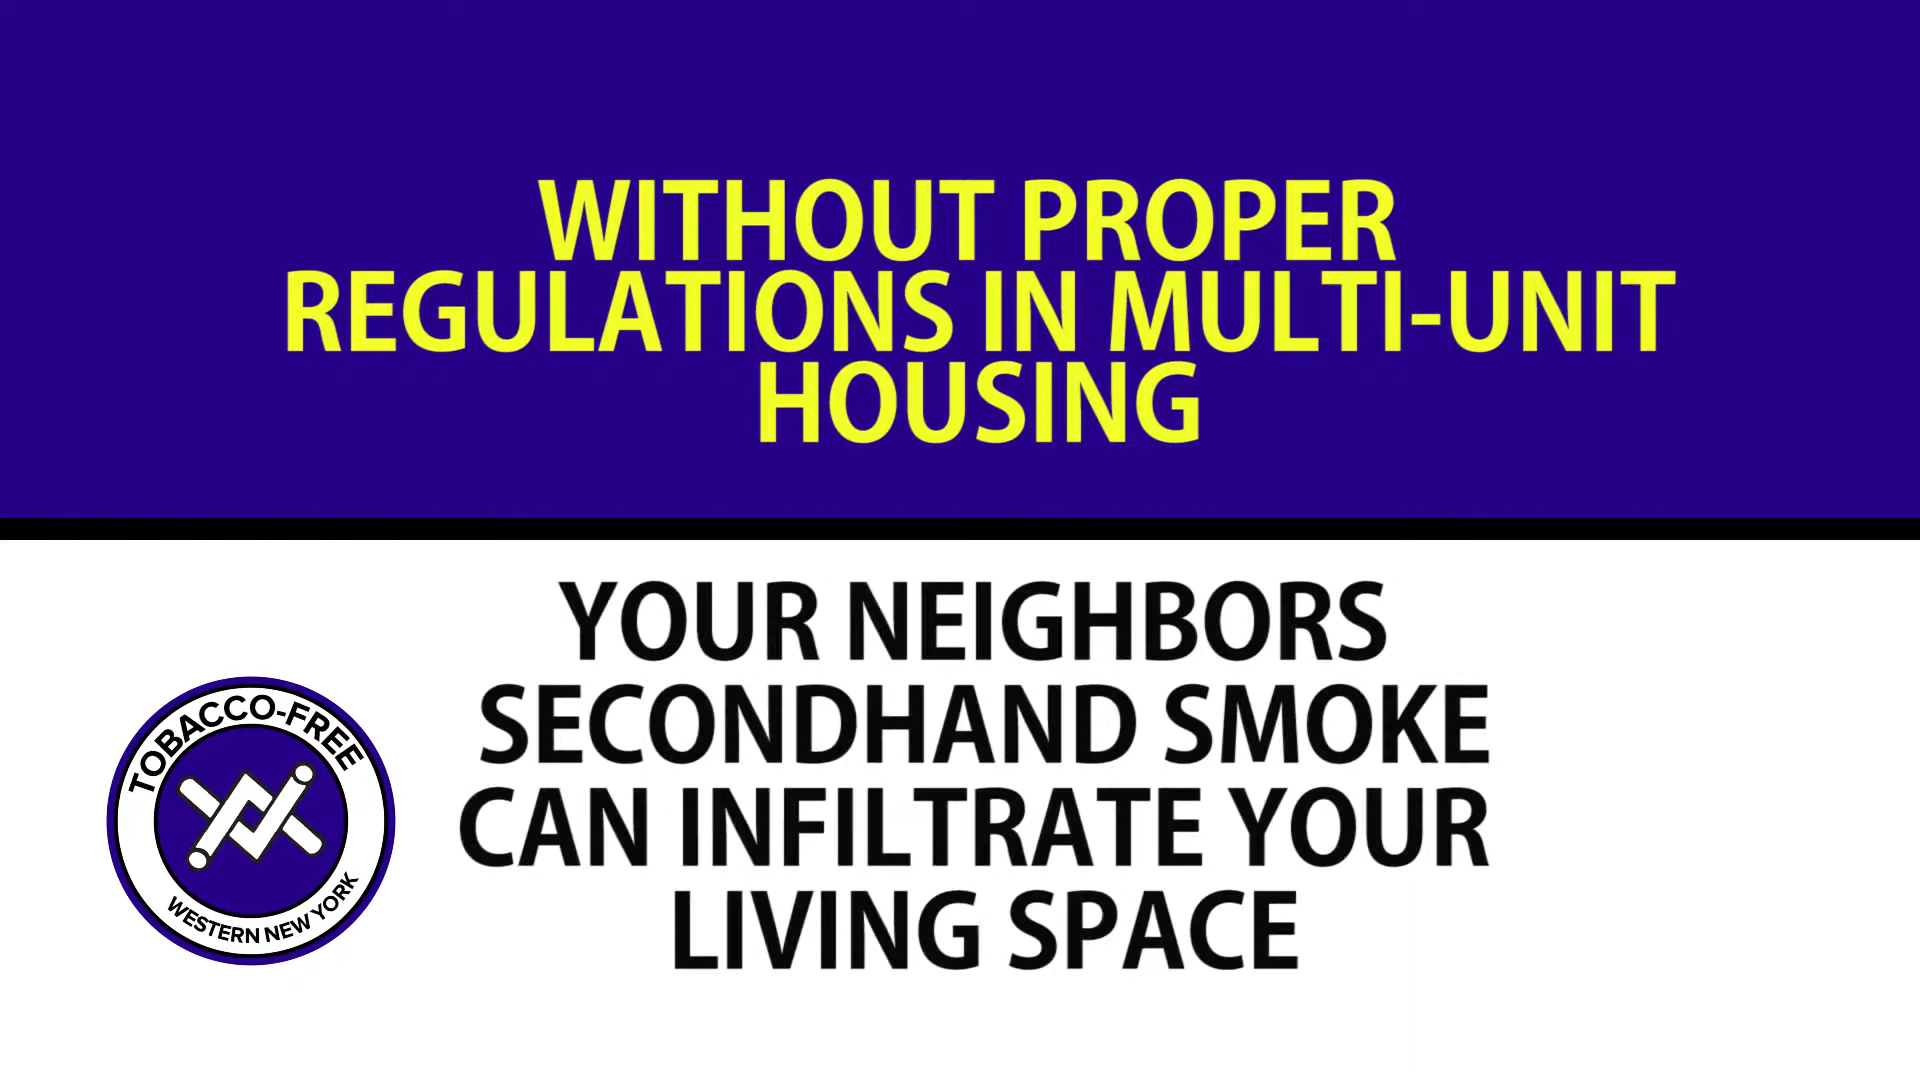 WITHOUT PROPER
REGULATIONS IN MULTI-UNIT
HOUSING
YOUR NEIGHBORS
SECONDHAND SMOKE
CAN INFILTRATE YOUR
LIVING SPACE
TOBACCO-FREE
WESTERN NEW YORK